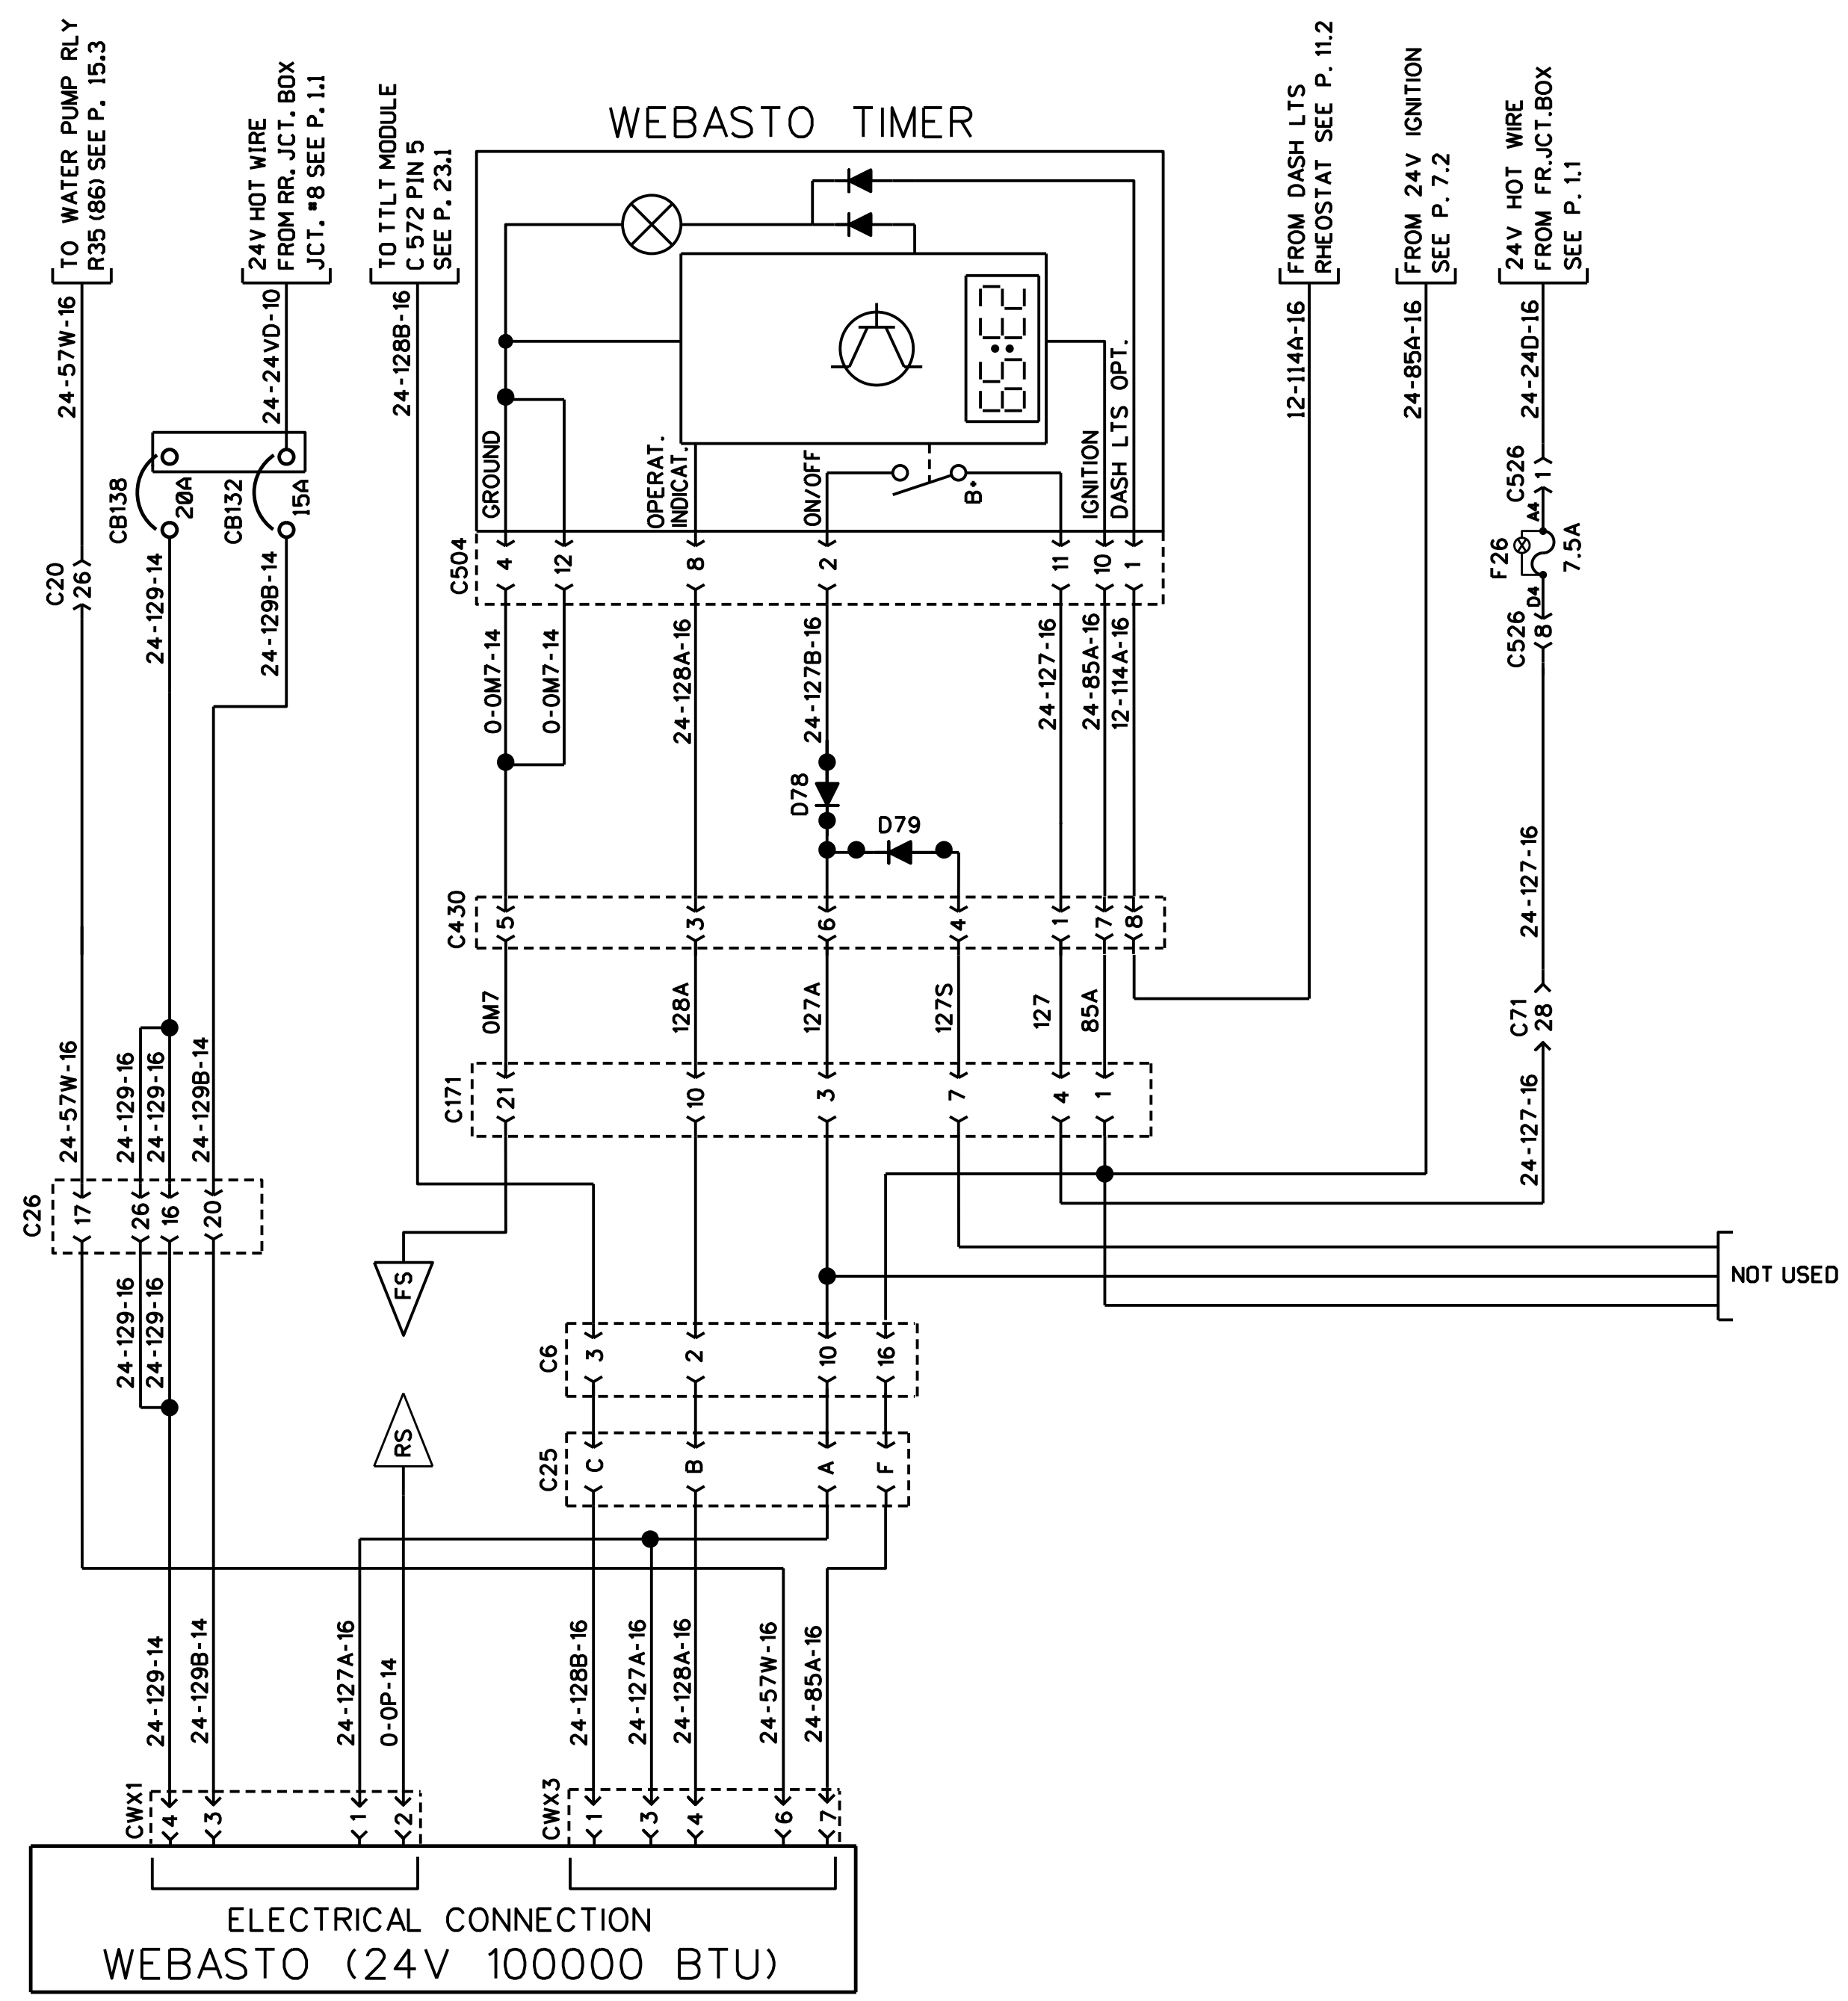 TO WATER PUMP RLY
R35 (86) SEE P. 15.3
24V HOT WIRE
FROM RR. JCT. BOX
JCT. #8 SEE P. 1.1
TO TTLT MODULE
C 572 PIN 5
SEE P. 23.1
WEBASTO TIMER
FROM DASH LTS
RHEOSTAT SEE P. 11.2
FROM 24V IGNITION
SEE P. 7.2
24V HOT WIRE
FROM FR.JCT.BOX
SEE P. 1.1
24-57W-16
24-24VD-10
24-128B-16
12-114A-16
24-85A-16
24-24D-16
CB138
20A
CB132
15A
GROUND
OPERAT.
INDICAT.
ON/OFF
B+
IGNITION
DASH LTS OPT.
C526
1
A4
F26
7.5A
D4
C526
8
C20
26
24-129-14
24-129B-14
C504
4
12
8
2
11
10
1
0-0M7-14
0-0M7-14
24-128A-16
24-127B-16
24-127-16
24-85A-16
12-114A-16
D78
D79
24-127-16
C430
5
3
6
4
1
7
8
0M7
128A
127A
127S
127
85A
C71
28
24-57W-16
24-129-16
24-129-16
24-129B-14
C171
21
10
3
7
4
1
24-127-16
C26
17
26
16
20
24-129-16
24-129-16
FS
NOT USED
C6
3
2
10
16
RS
C25
C
B
A
F
24-129-14
24-129B-14
24-127A-16
0-0P-14
24-128B-16
24-127A-16
24-128A-16
24-57W-16
24-85A-16
CWX1
4
3
1
2
CWX3
1
3
4
6
7
ELECTRICAL CONNECTION
WEBASTO (24V 100000 BTU)